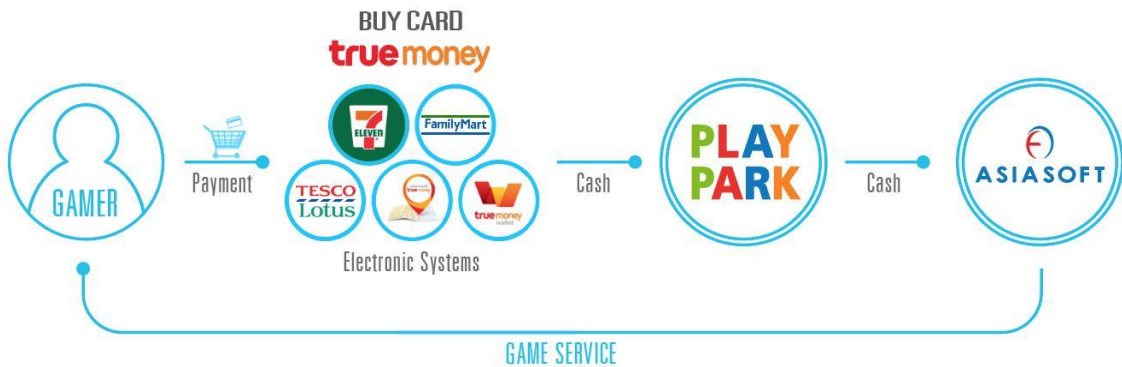 BUY CARD
truemoney
7
ELEVEN
FamilyMart
GAMER
Payment
TESCO
Lotus
truemoney
truemoney
wallet
Electronic Systems
Cash
PLAY
PARK
Cash
ASIASOFT
GAME SERVICE